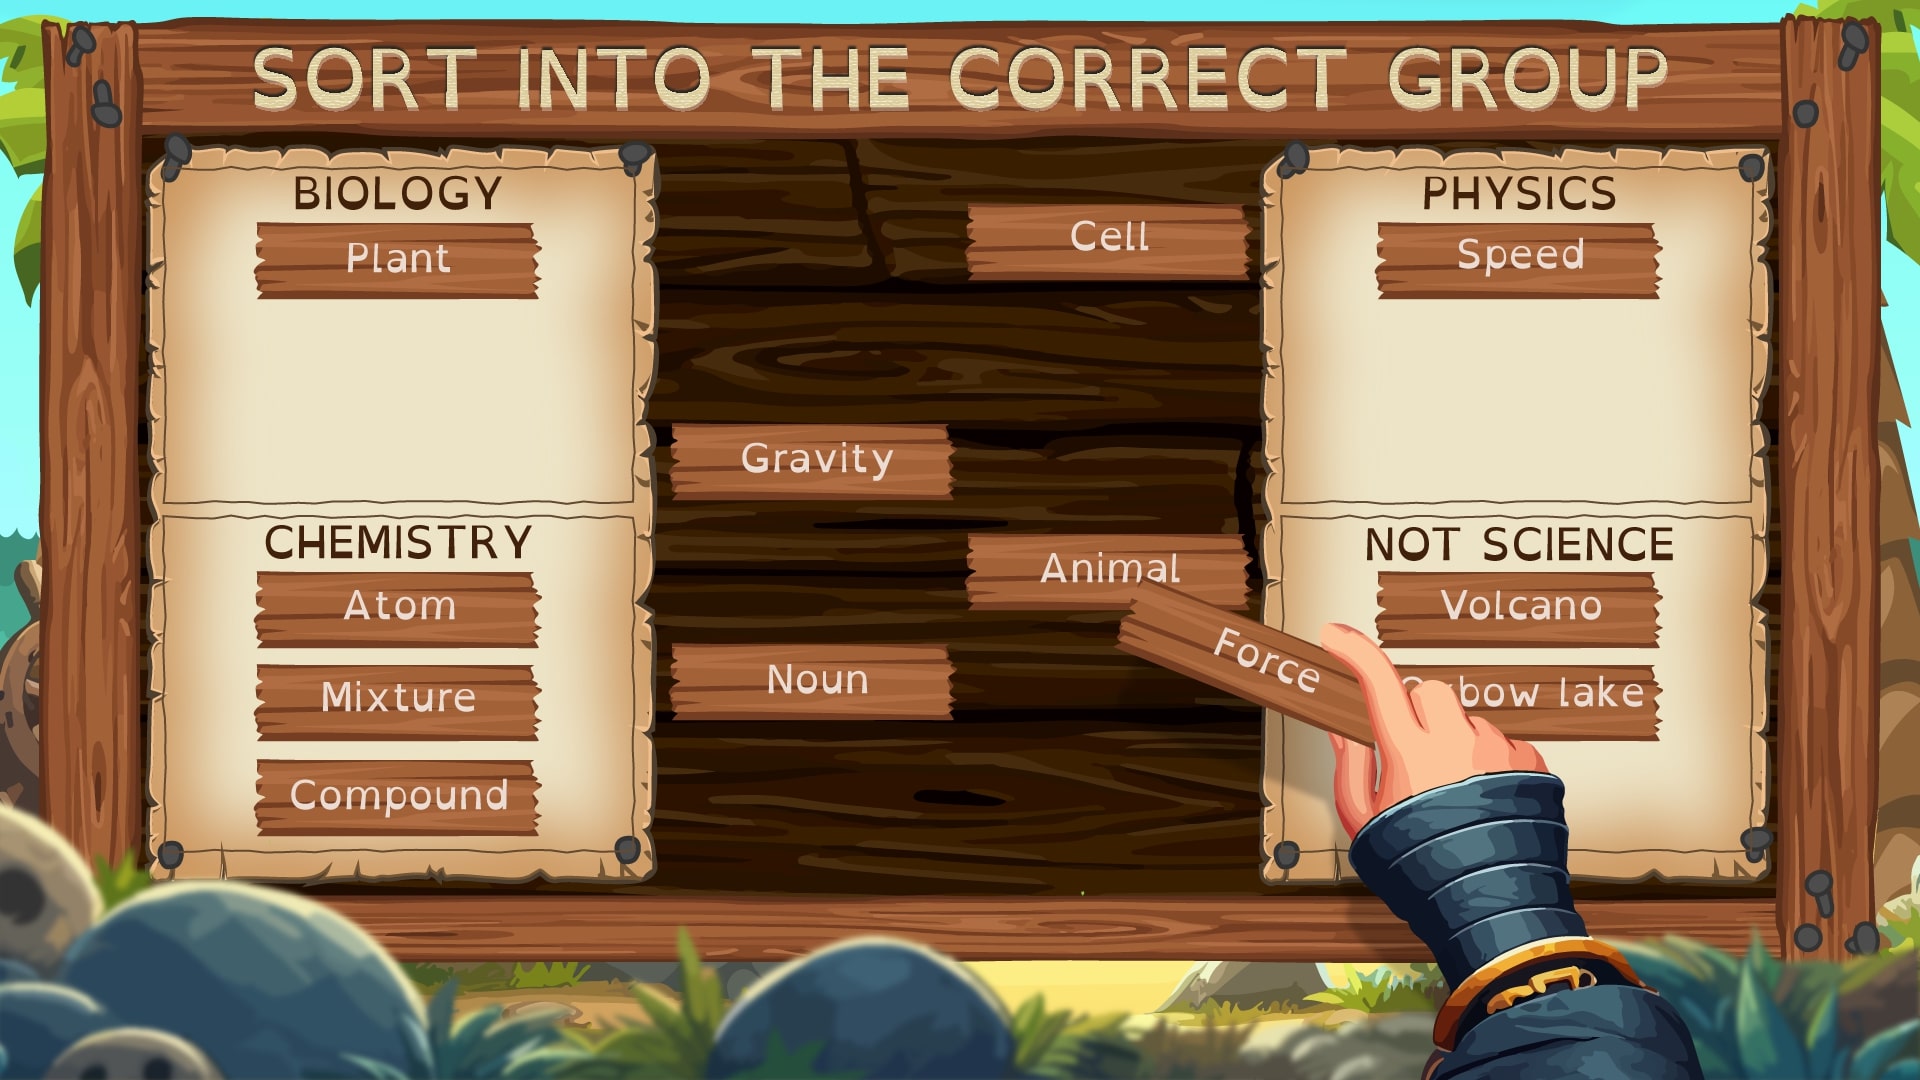 SORT INTO THE CORRECT GROUP
BIOLOGY
Plant
CHEMISTRY
Atom
Mixture
Compound
Cell
Gravity
Animal
Noun
Force
PHYSICS
Speed
NOT SCIENCE
Volcano
Oxbow lake